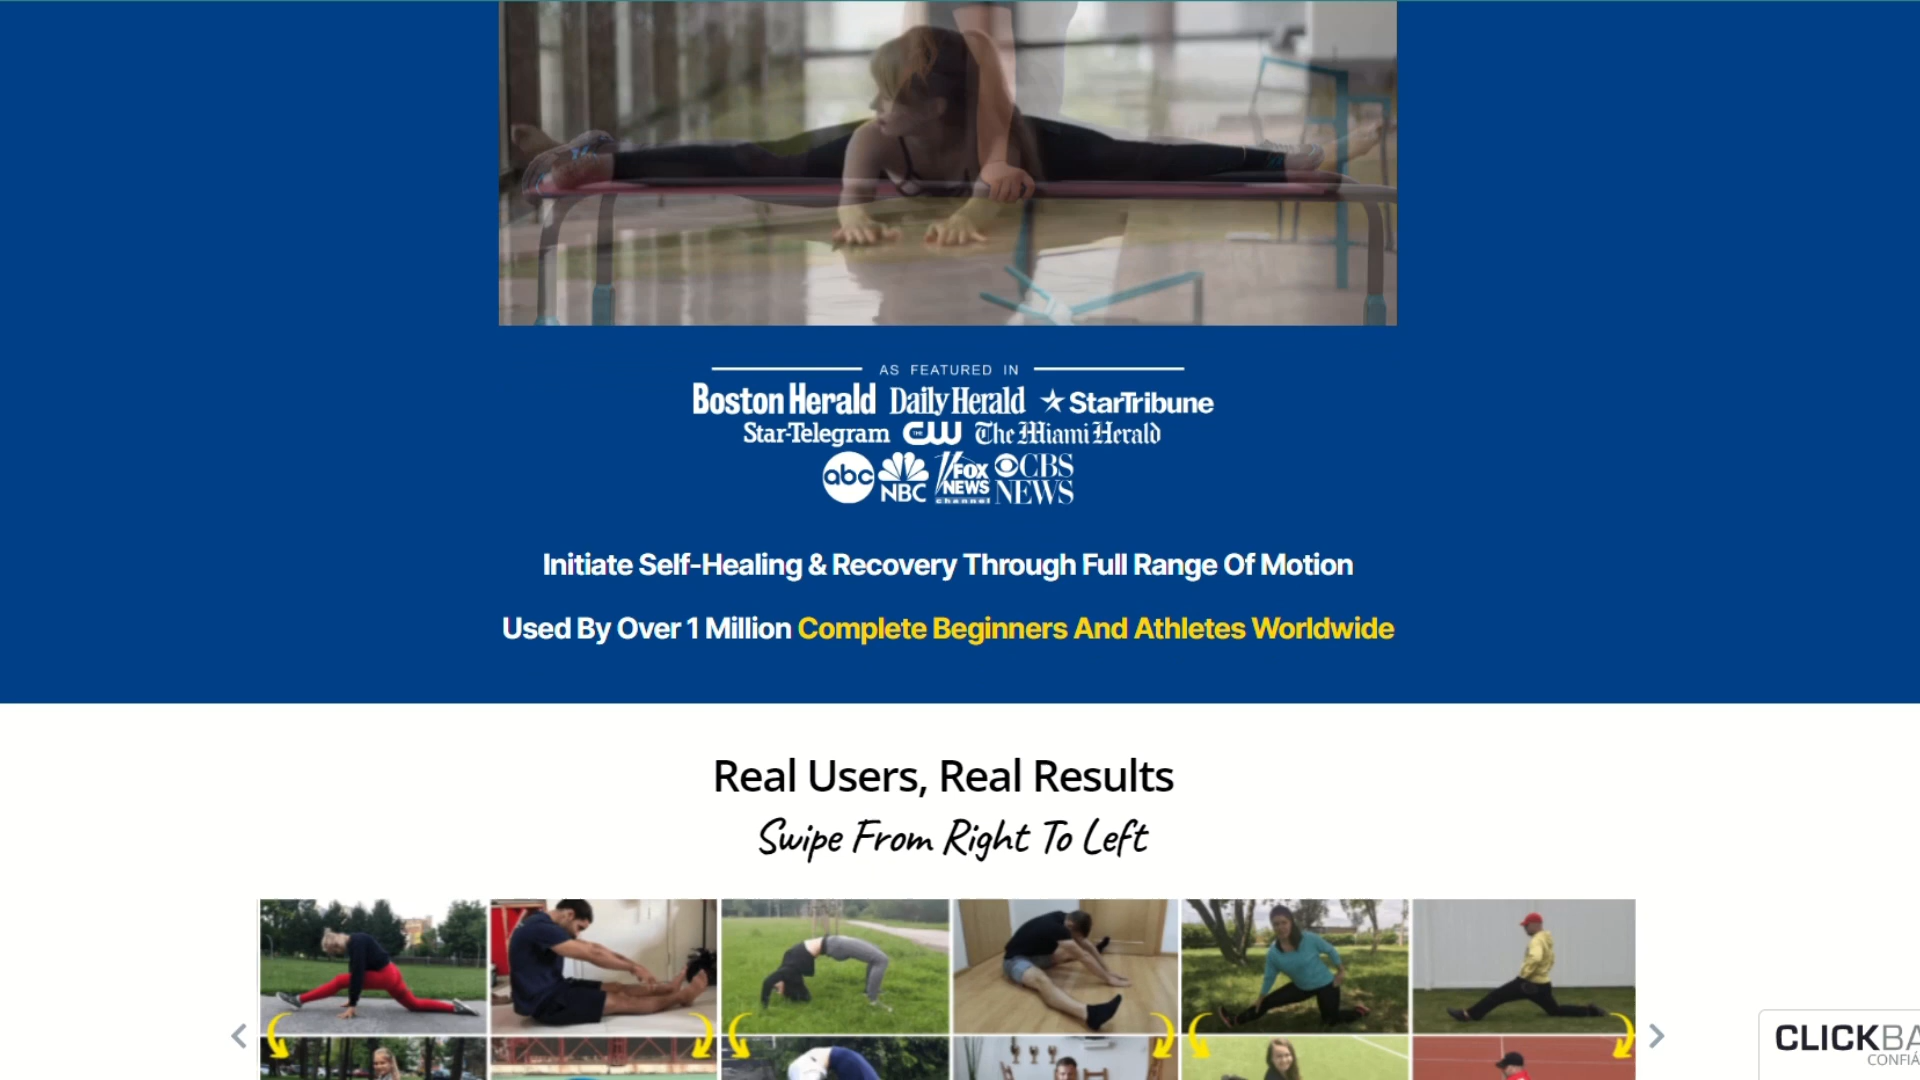 AS FEATURED IN
Boston Herald Daily Herald StarTribune
Star-Telegram THE CW The Miami Herald
abc NBC FOX NEWS channel CBS NEWS
Initiate Self-Healing & Recovery Through Full Range Of Motion
Used By Over 1 Million Complete Beginners And Athletes Worldwide
Real Users, Real Results
Swipe From Right To Left
CLICKBA
CONFIÁ